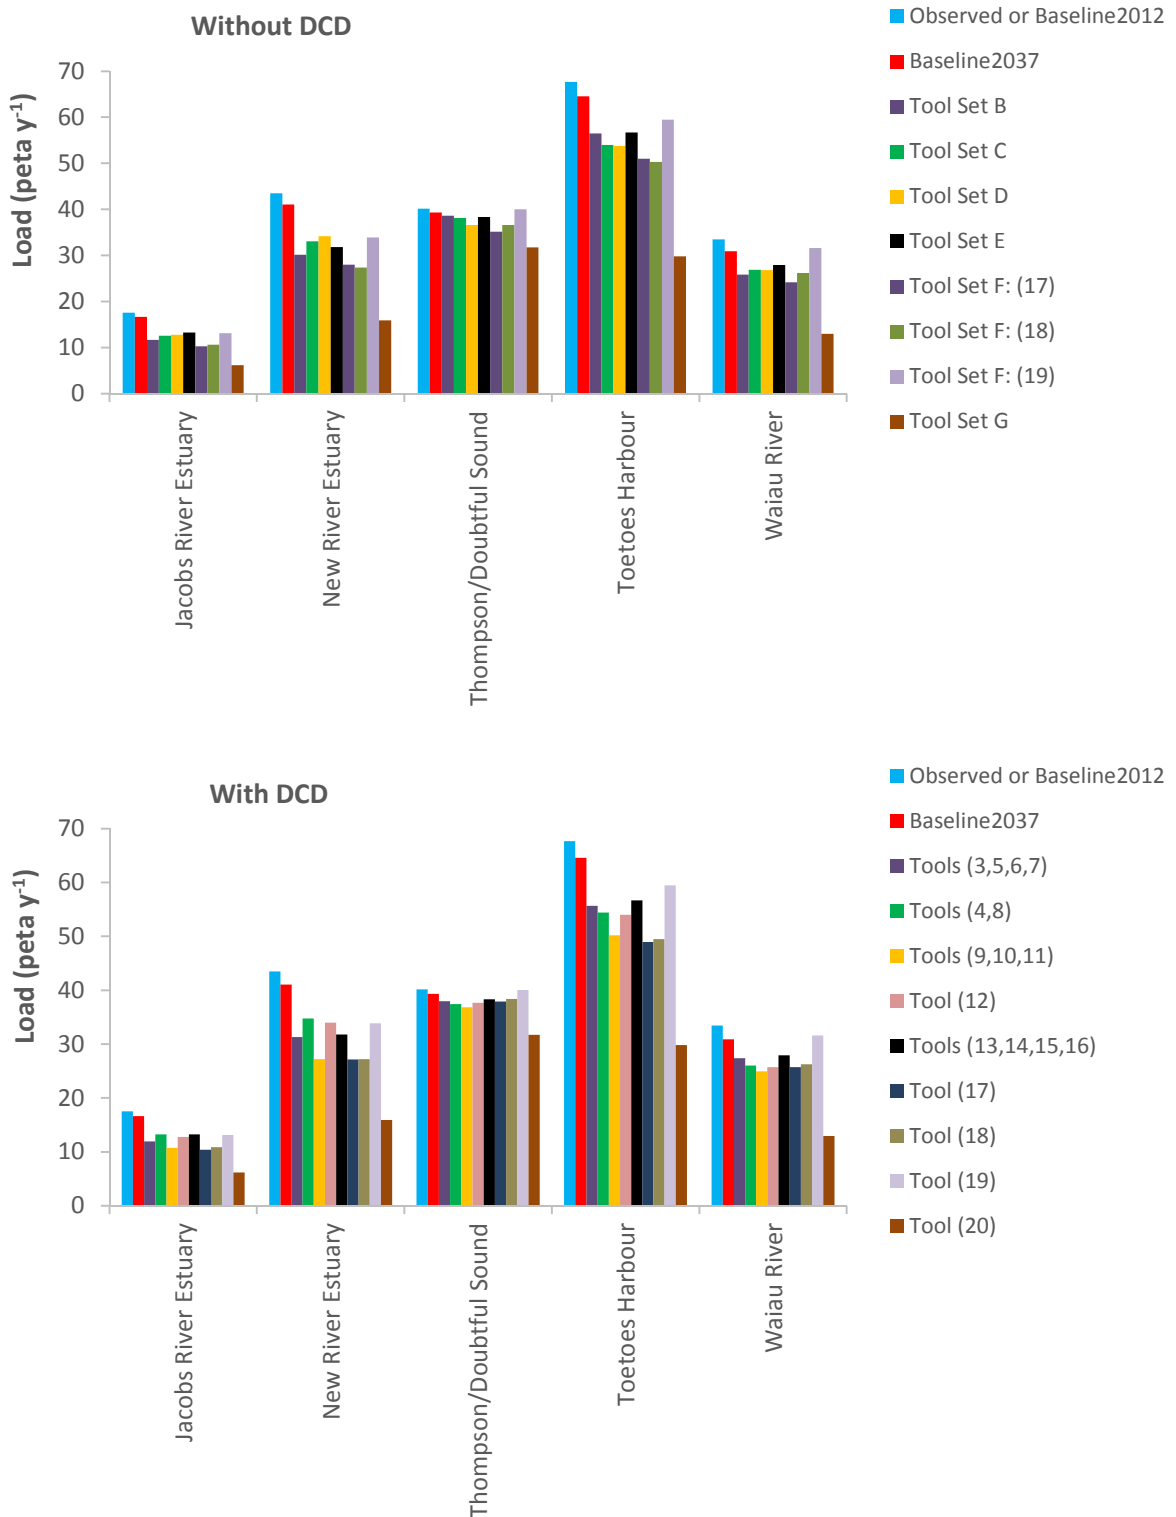 Without DCD
Load (peta y-1)
70
60
50
40
30
20
10
0
Jacobs River Estuary
New River Estuary
Thompson/Doubtful Sound
Toetoes Harbour
Waiau River
Observed or Baseline2012
Baseline2037
Tool Set B
Tool Set C
Tool Set D
Tool Set E
Tool Set F: (17)
Tool Set F: (18)
Tool Set F: (19)
Tool Set G
With DCD
Load (peta y-1)
70
60
50
40
30
20
10
0
Jacobs River Estuary
New River Estuary
Thompson/Doubtful Sound
Toetoes Harbour
Waiau River
Observed or Baseline2012
Baseline2037
Tools (3,5,6,7)
Tools (4,8)
Tools (9,10,11)
Tool (12)
Tools (13,14,15,16)
Tool (17)
Tool (18)
Tool (19)
Tool (20)